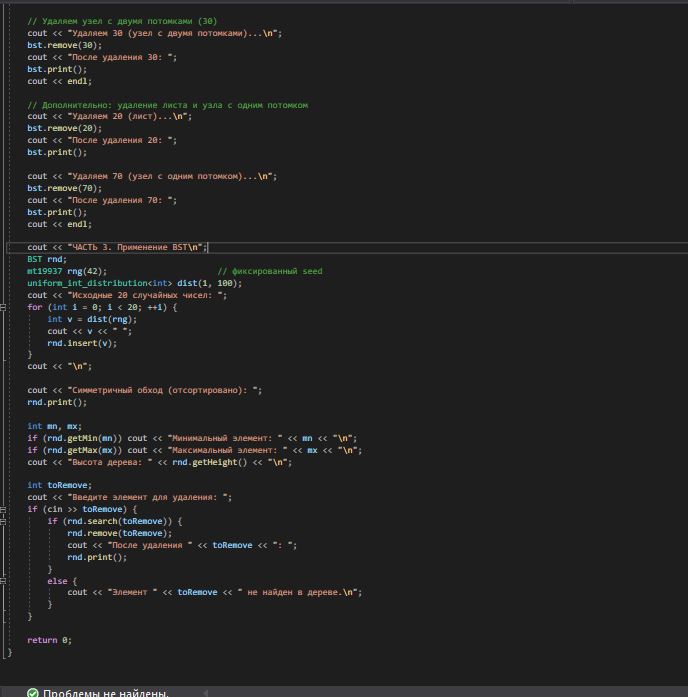 // Удаляем узел с двумя потомками (30)
cout << "Удаляем 30 (узел с двумя потомками)...\n";
bst.remove(30);
cout << "После удаления 30: ";
bst.print();
cout << endl;

// Дополнительно: удаление листа и узла с одним потомком
cout << "Удаляем 20 (лист)...\n";
bst.remove(20);
cout << "После удаления 20: ";
bst.print();

cout << "Удаляем 70 (узел с одним потомком)...\n";
bst.remove(70);
cout << "После удаления 70: ";
bst.print();
cout << endl;

cout << "ЧАСТЬ 3. Применение BST\n";
BST rnd;
mt19937 rng(42); // фиксированный seed
uniform_int_distribution<int> dist(1, 100);
cout << "Исходные 20 случайных чисел: ";
for (int i = 0; i < 20; ++i) {
    int v = dist(rng);
    cout << v << " ";
    rnd.insert(v);
}
cout << "\n";

cout << "Симметричный обход (отсортировано): ";
rnd.print();

int mn, mx;
if (rnd.getMin(mn)) cout << "Минимальный элемент: " << mn << "\n";
if (rnd.getMax(mx)) cout << "Максимальный элемент: " << mx << "\n";
cout << "Высота дерева: " << rnd.getHeight() << "\n";

int toRemove;
cout << "Введите элемент для удаления: ";
if (cin >> toRemove) {
    if (rnd.search(toRemove)) {
        rnd.remove(toRemove);
        cout << "После удаления " << toRemove << ": ";
        rnd.print();
    }
    else {
        cout << "Элемент " << toRemove << " не найден в дереве.\n";
    }
}

return 0;
}
Проблемы не найдены.